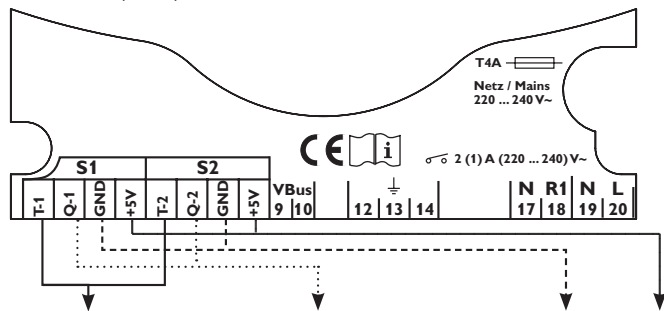 T4A
Netz / Mains
220 ... 240 V~
CE i
2 (1) A (220 ... 240) V~
S1 S2
T-1 Q-1 GND +5V T-2 Q-2 GND +5V
VBus
9 10 12 13 14
N R1 N L
17 18 19 20